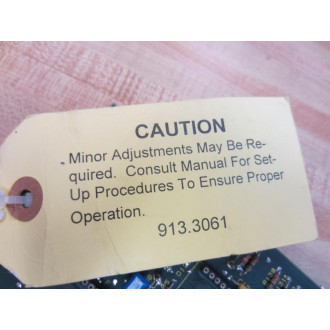 CAUTION
Minor Adjustments May Be Re-
quired. Consult Manual For Set-
Up Procedures To Ensure Proper
Operation.
913.3061